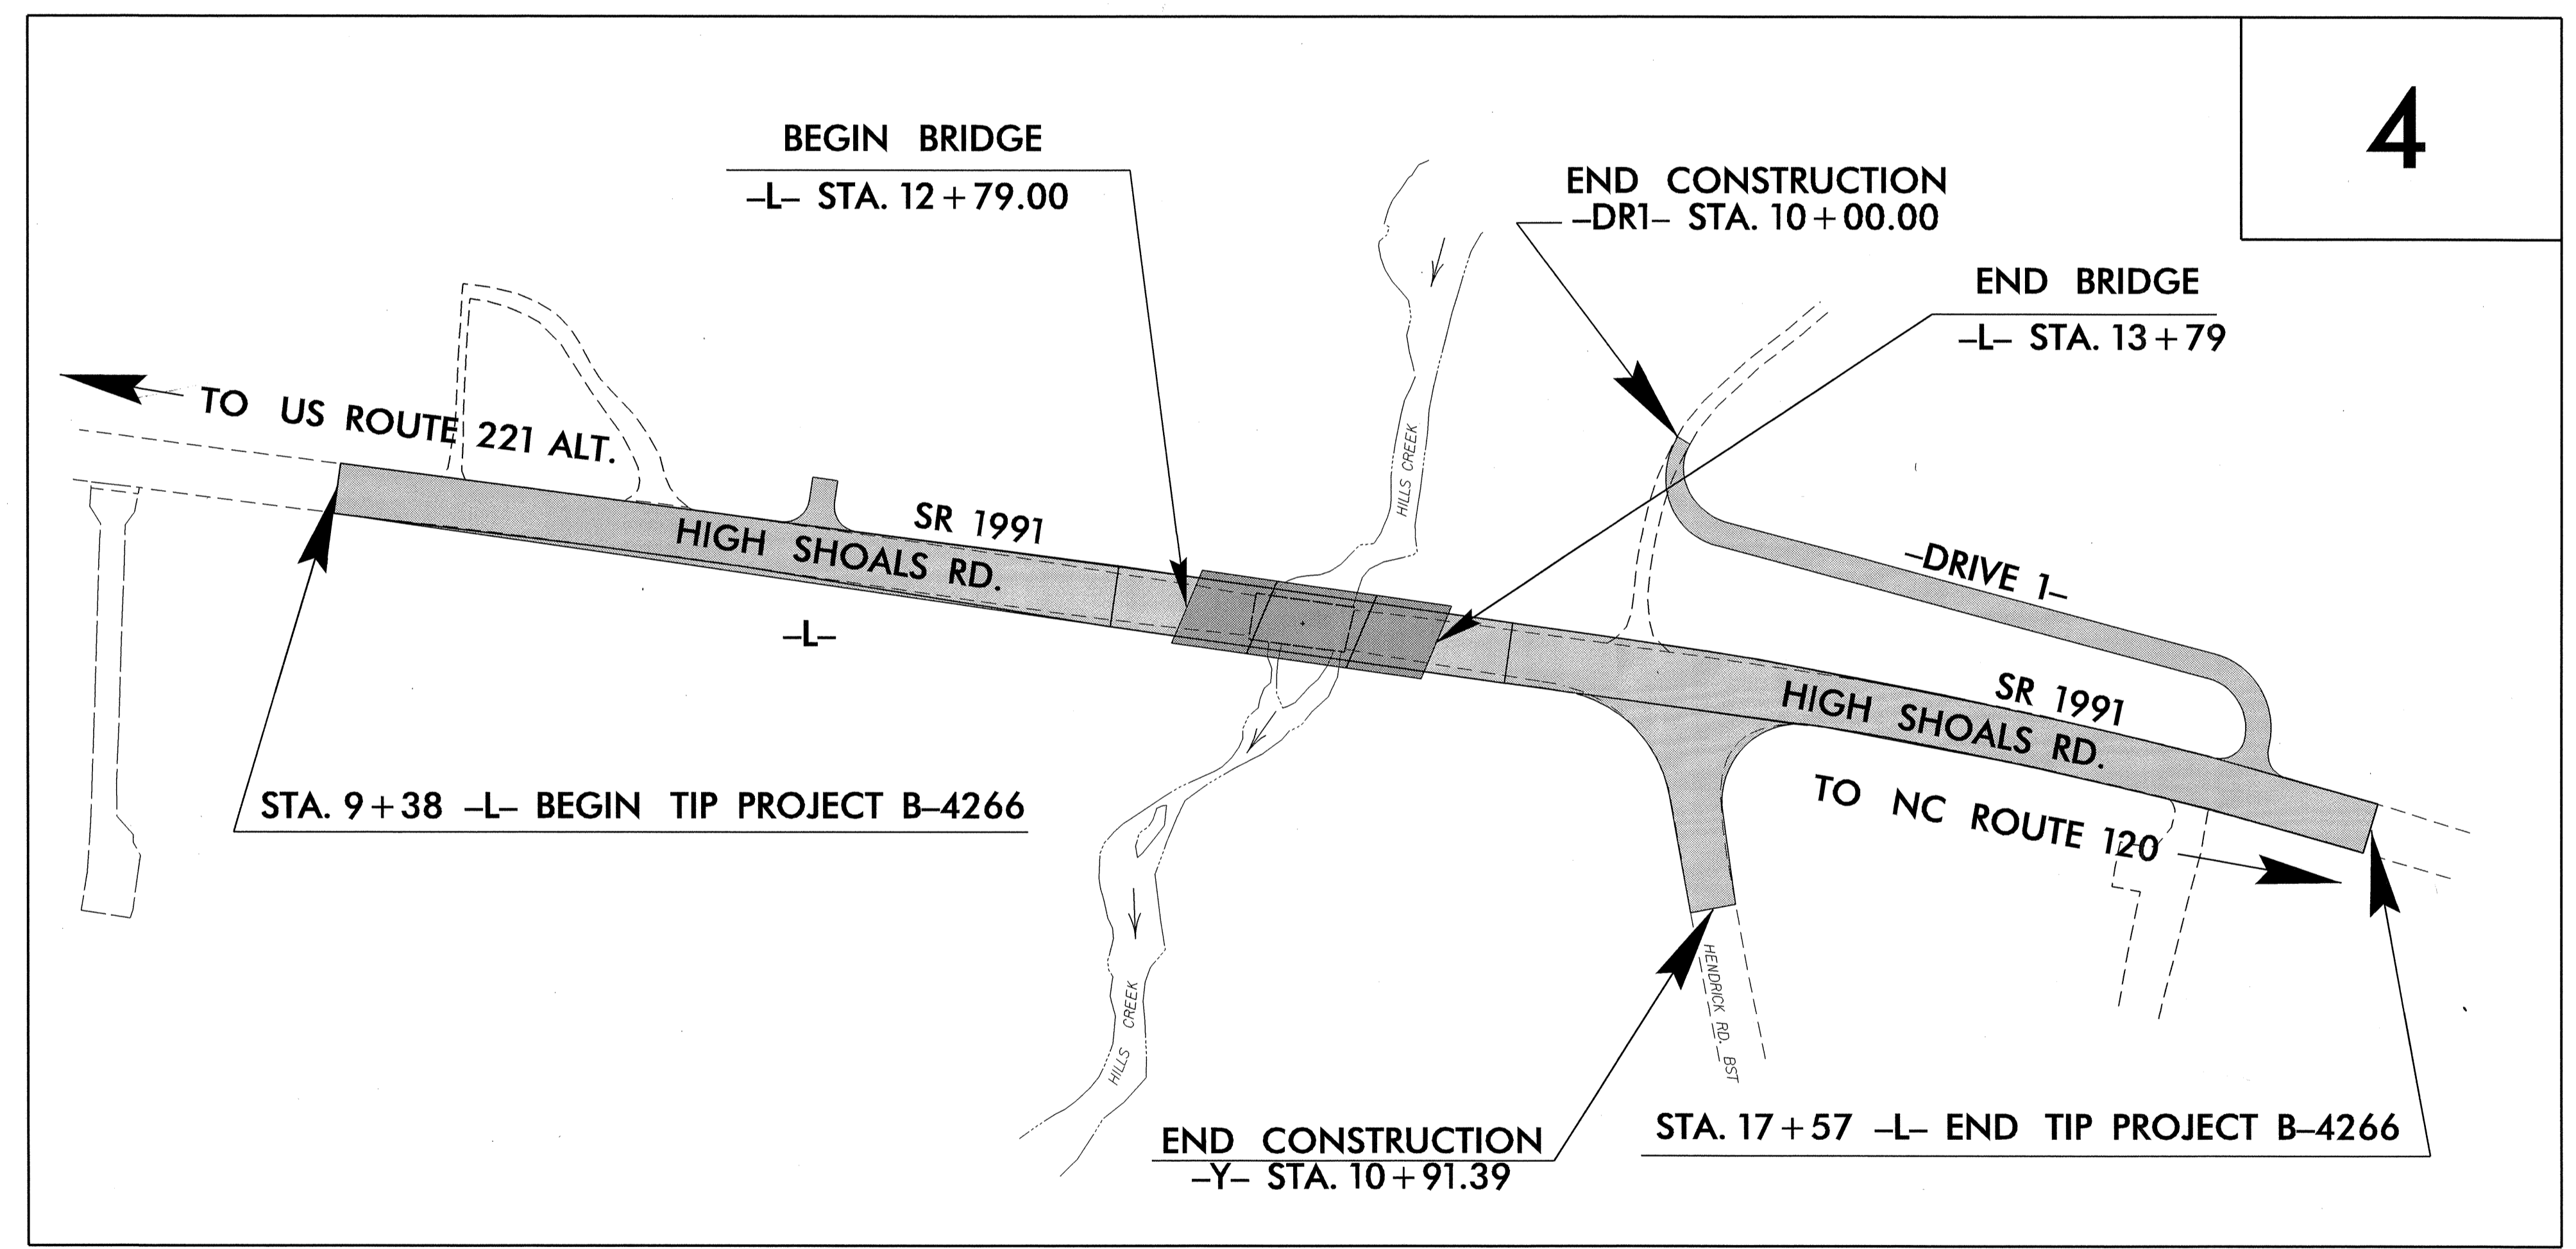 4
BEGIN BRIDGE
–L– STA. 12+79.00
END CONSTRUCTION
–DR1– STA. 10+00.00
END BRIDGE
–L– STA. 13+79
TO US ROUTE 221 ALT.
HILLS CREEK
SR 1991
HIGH SHOALS RD.
–L–
–DRIVE 1–
SR 1991
HIGH SHOALS RD.
TO NC ROUTE 120
STA. 9+38 –L– BEGIN TIP PROJECT B–4266
HENDRICK RD. BST
HILLS CREEK
END CONSTRUCTION
–Y– STA. 10+91.39
STA. 17+57 –L– END TIP PROJECT B–4266